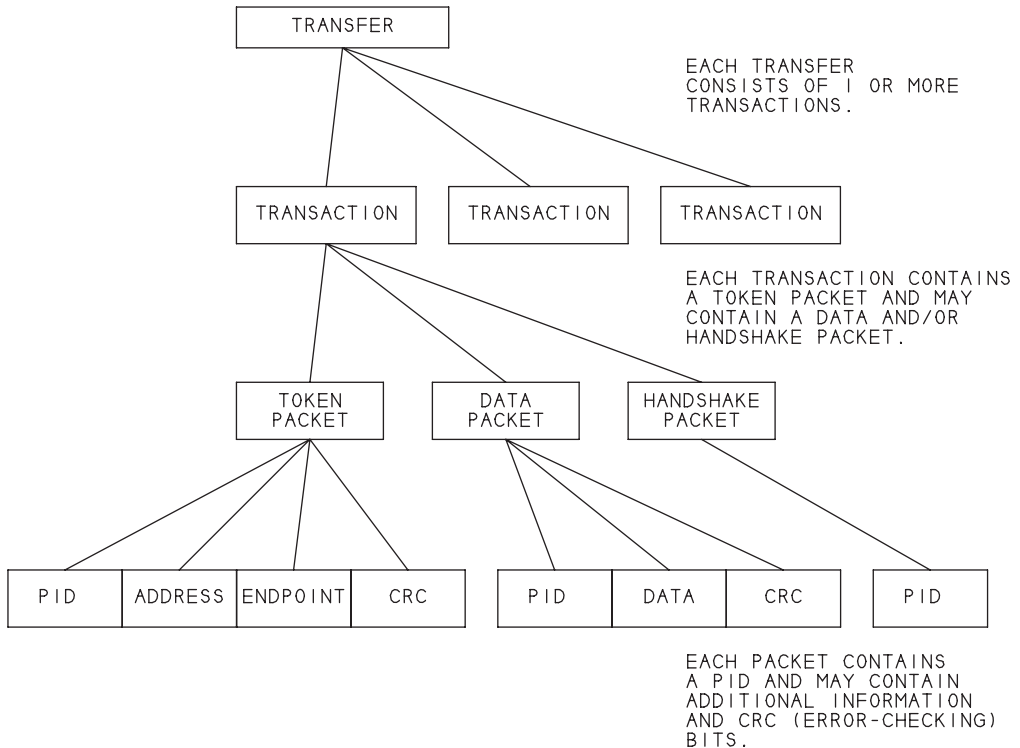 TRANSFER
EACH TRANSFER
CONSISTS OF 1 OR MORE
TRANSACTIONS.
TRANSACTION
TRANSACTION
TRANSACTION
EACH TRANSACTION CONTAINS
A TOKEN PACKET AND MAY
CONTAIN A DATA AND/OR
HANDSHAKE PACKET.
TOKEN
PACKET
DATA
PACKET
HANDSHAKE
PACKET
PID
ADDRESS
ENDPOINT
CRC
PID
DATA
CRC
PID
EACH PACKET CONTAINS
A PID AND MAY CONTAIN
ADDITIONAL INFORMATION
AND CRC (ERROR-CHECKING)
BITS.